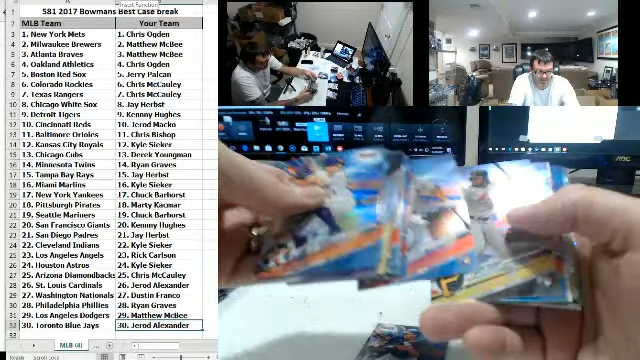 Insert Function
581 2017 Bowmans Best Case break
MLB Team Your Team
1. New York Mets 1. Chris Ogden
2. Milwaukee Brewers 2. Matthew McBee
3. Atlanta Braves 3. Matthew McBee
4. Oakland Athletics 4. Chris Ogden
5. Boston Red Sox 5. Jerry Palcan
6. Colorado Rockies 6. Chris McCauley
7. Texas Rangers 7. Chris McCauley
8. Chicago White Sox 8. Jay Herbst
9. Detroit Tigers 9. Kennny Hughes
10. Cincinnati Reds 10. Jerod Macko
11. Baltimore Orioles 11. Chris Bishop
12. Kansas City Royals 12. Kyle Sieker
13. Chicago Cubs 13. Derek Youngman
14. Minnesota Twins 14. Ryan Graves
15. Tampa Bay Rays 15. Jay Herbst
16. Miami Marlins 16. Kyle Sieker
17. New York Yankees 17. Chuck Barhorst
18. Pittsburgh Pirates 18. Marty Kacmar
19. Seattle Mariners 19. Chuck Barhorst
20. San Francisco Giants 20. Kemmy Hughes
21. San Diego Padres 21. Jay Herbst
22. Cleveland Indians 22. Kyle Sieker
23. Los Angeles Angels 23. Rick Carlson
24. Houston Astros 24. Kyle Sieker
25. Arizona Diamondbacks 25. Chris McCauley
26. St. Louis Cardinals 26. Jerod Alexander
27. Washington Nationals 27. Dustin Franco
28. Philadelphia Phillies 28. Ryan Graves
29. Los Angeles Dodgers 29. Matthew McBee
30. Toronto Blue Jays 30. Jerod Alexander
MLB (4)
Ready Scroll Lock